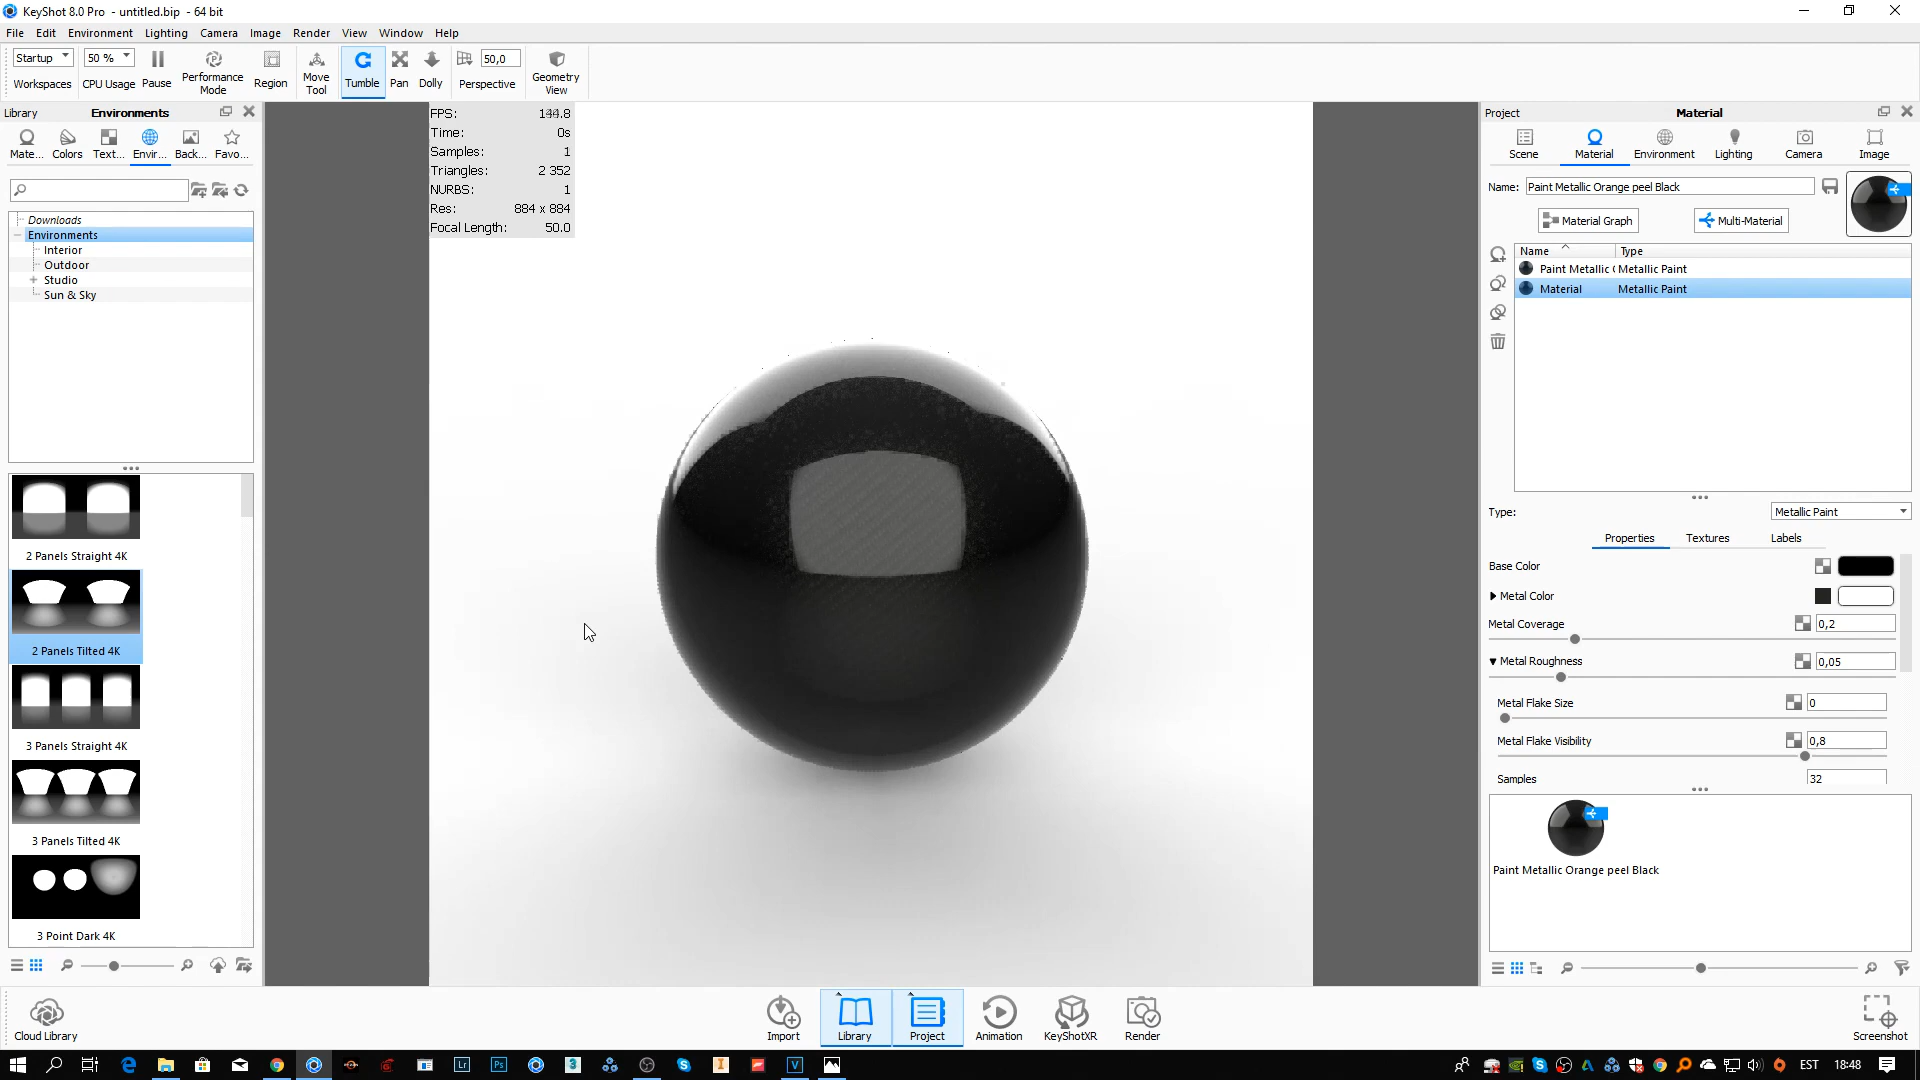 KeyShot 8.0 Pro - untitled.bip - 64 bit
File Edit Environment Lighting Camera Image Render View Window Help
Startup 50 % 50,0
Workspaces CPU Usage Pause Performance Mode Region Move Tool Tumble Pan Dolly Perspective Geometry View
Library Environments
Mate... Colors Text... Envir... Back... Favo...
Downloads
Environments
Interior
Outdoor
Studio
Sun & Sky
2 Panels Straight 4K
2 Panels Tilted 4K
3 Panels Straight 4K
3 Panels Tilted 4K
3 Point Dark 4K
FPS: 144.8
Time: 0s
Samples: 1
Triangles: 2 352
NURBS: 1
Res: 884 x 884
Focal Length: 50.0
Project Material
Scene Material Environment Lighting Camera Image
Name: Paint Metallic Orange peel Black
Material Graph Multi-Material
Name Type
Paint Metallic ( Metallic Paint
Material Metallic Paint
Type: Metallic Paint
Properties Textures Labels
Base Color
Metal Color
Metal Coverage 0,2
Metal Roughness 0,05
Metal Flake Size 0
Metal Flake Visibility 0,8
Samples 32
Paint Metallic Orange peel Black
Cloud Library Import Library Project Animation KeyShotXR Render Screenshot
Lr Ps 3 S I V EST 18:48